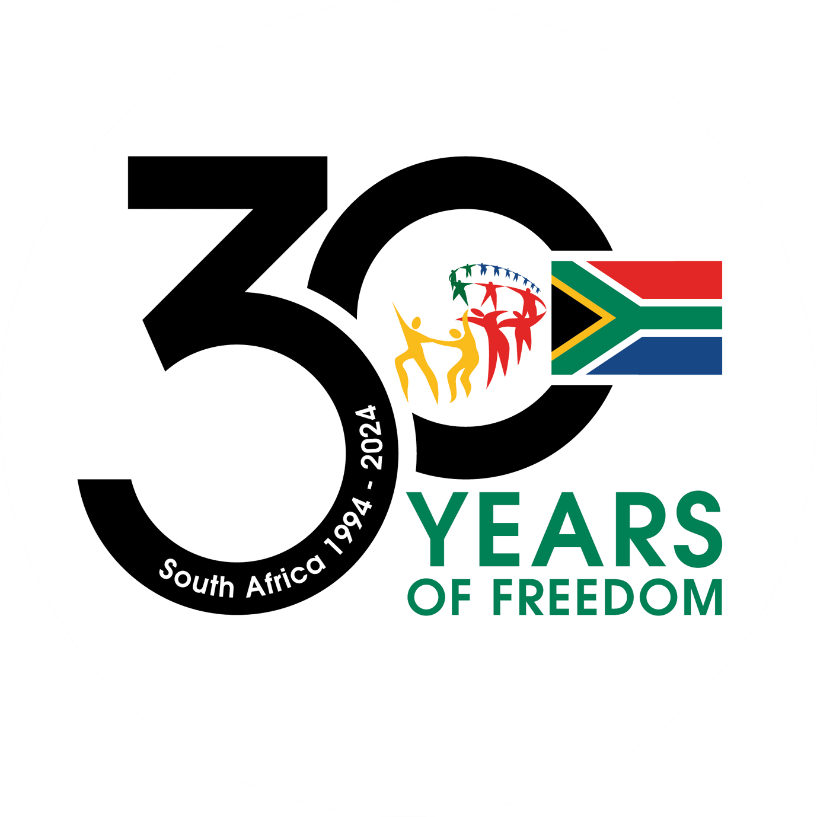 30
South Africa 1994 - 2024
YEARS
OF FREEDOM